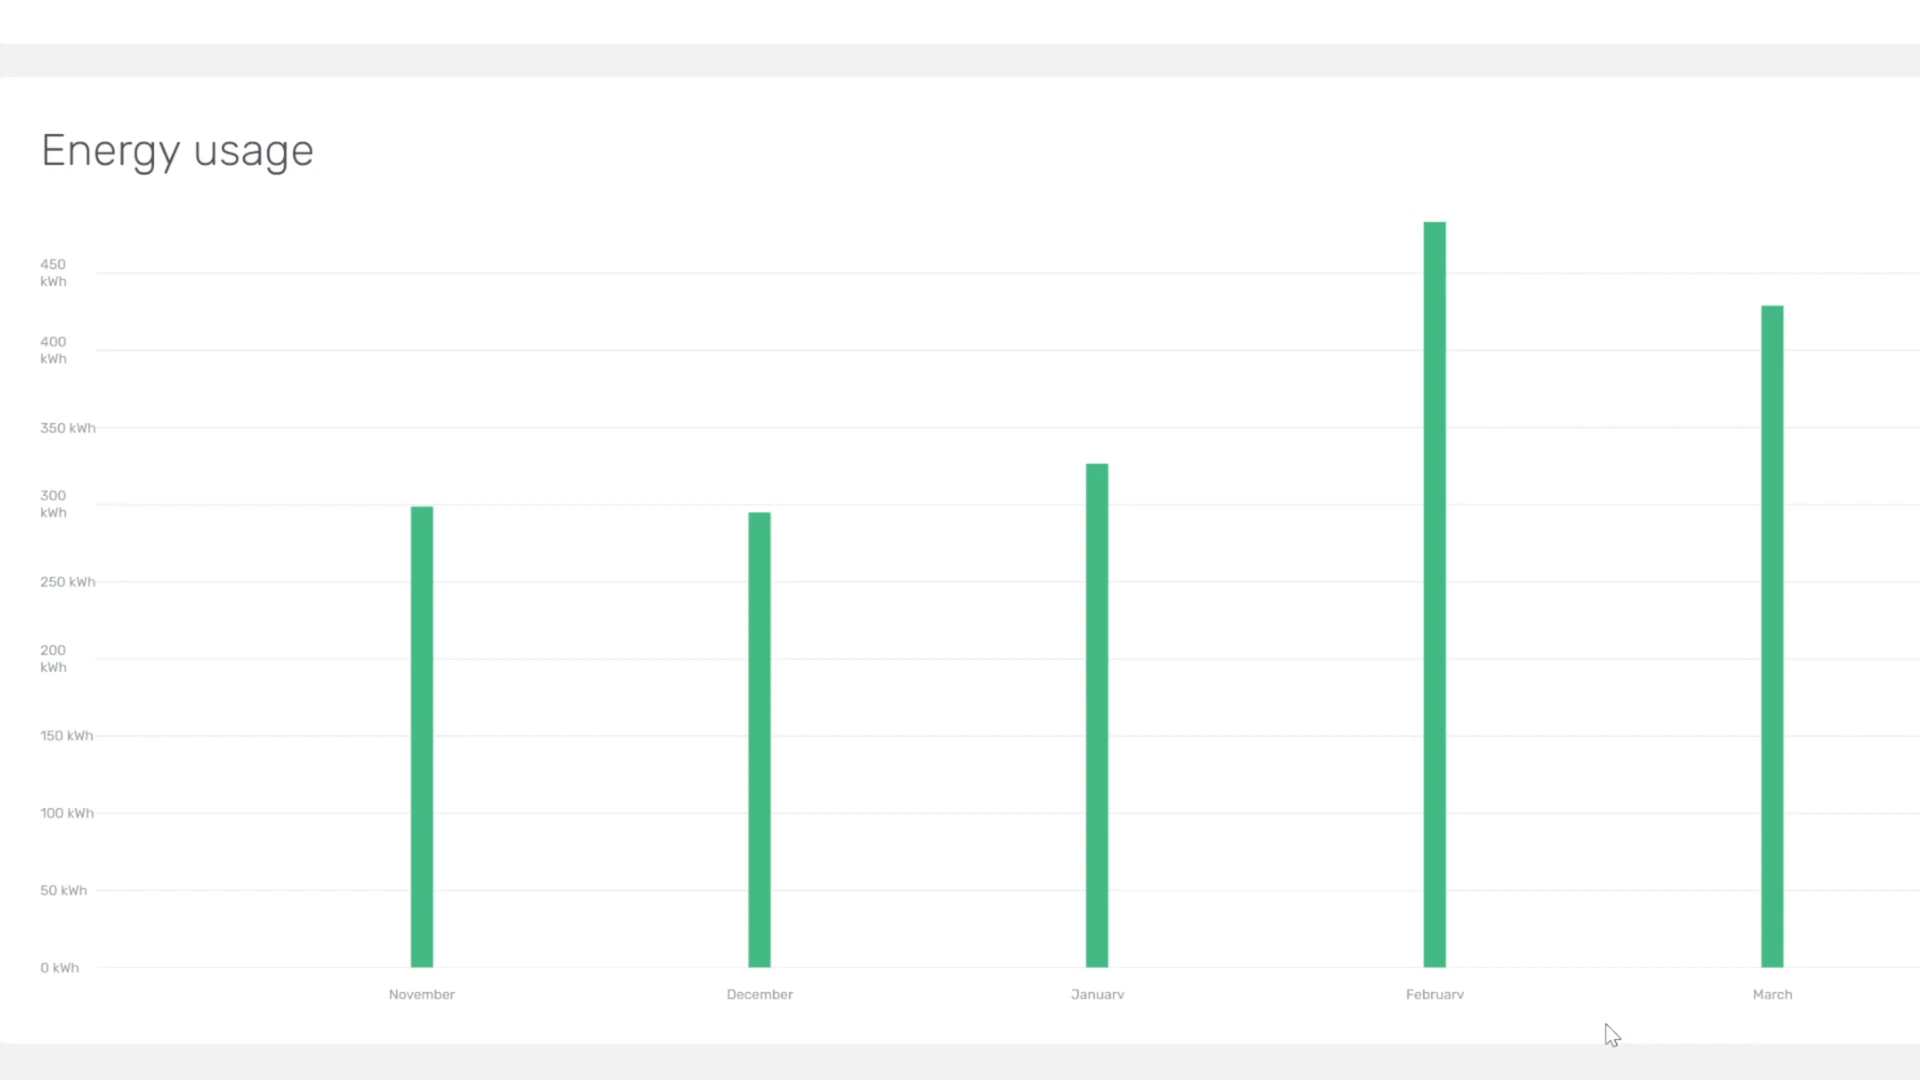 Energy usage
450
kWh
400
kWh
350 kWh
300
kWh
250 kWh
200
kWh
150 kWh
100 kWh
50 kWh
0 kWh
November
December
January
February
March